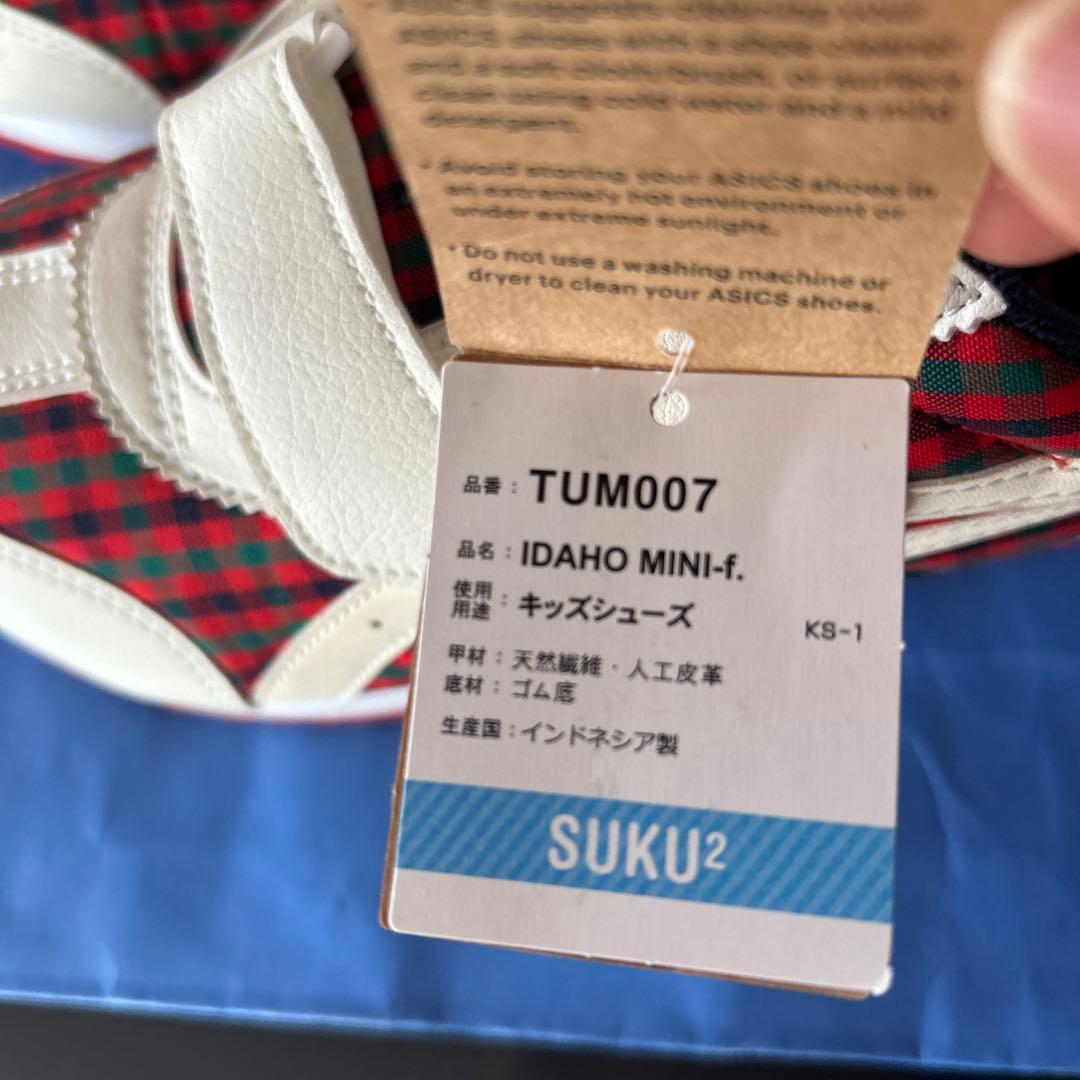 ASICS shoes with a shoe cleaner
and a soft cloth/brush, or surface
clean using cold water and a mild
detergent.
* Avoid storing your ASICS shoes in
an extremely hot environment or
under extreme sunlight.
* Do not use a washing machine or
dryer to clean your ASICS shoes.
品番 : TUM007
品名 : IDAHO MINI-f.
使用用途 : キッズシューズ KS-1
甲材 : 天然繊維・人工皮革
底材 : ゴム底
生産国 : インドネシア製
SUKU²